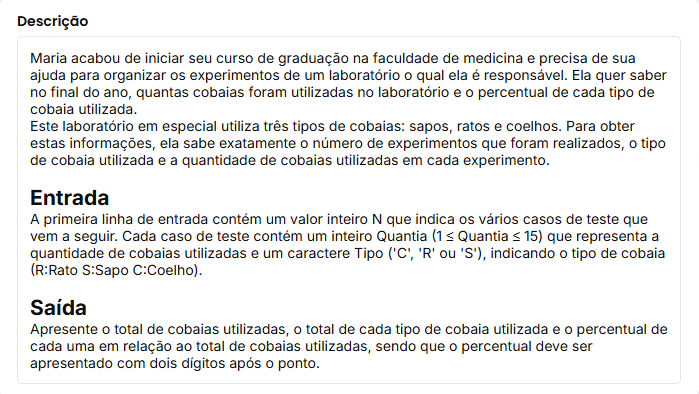 Descrição
Maria acabou de iniciar seu curso de graduação na faculdade de medicina e precisa de sua
ajuda para organizar os experimentos de um laboratório o qual ela é responsável. Ela quer saber
no final do ano, quantas cobaias foram utilizadas no laboratório e o percentual de cada tipo de
cobaia utilizada.
Este laboratório em especial utiliza três tipos de cobaias: sapos, ratos e coelhos. Para obter
estas informações, ela sabe exatamente o número de experimentos que foram realizados, o tipo
de cobaia utilizada e a quantidade de cobaias utilizadas em cada experimento.
Entrada
A primeira linha de entrada contém um valor inteiro N que indica os vários casos de teste que
vem a seguir. Cada caso de teste contém um inteiro Quantia (1 ≤ Quantia ≤ 15) que representa a
quantidade de cobaias utilizadas e um caractere Tipo ('C', 'R' ou 'S'), indicando o tipo de cobaia
(R:Rato S:Sapo C:Coelho).
Saída
Apresente o total de cobaias utilizadas, o total de cada tipo de cobaia utilizada e o percentual de
cada uma em relação ao total de cobaias utilizadas, sendo que o percentual deve ser
apresentado com dois dígitos após o ponto.